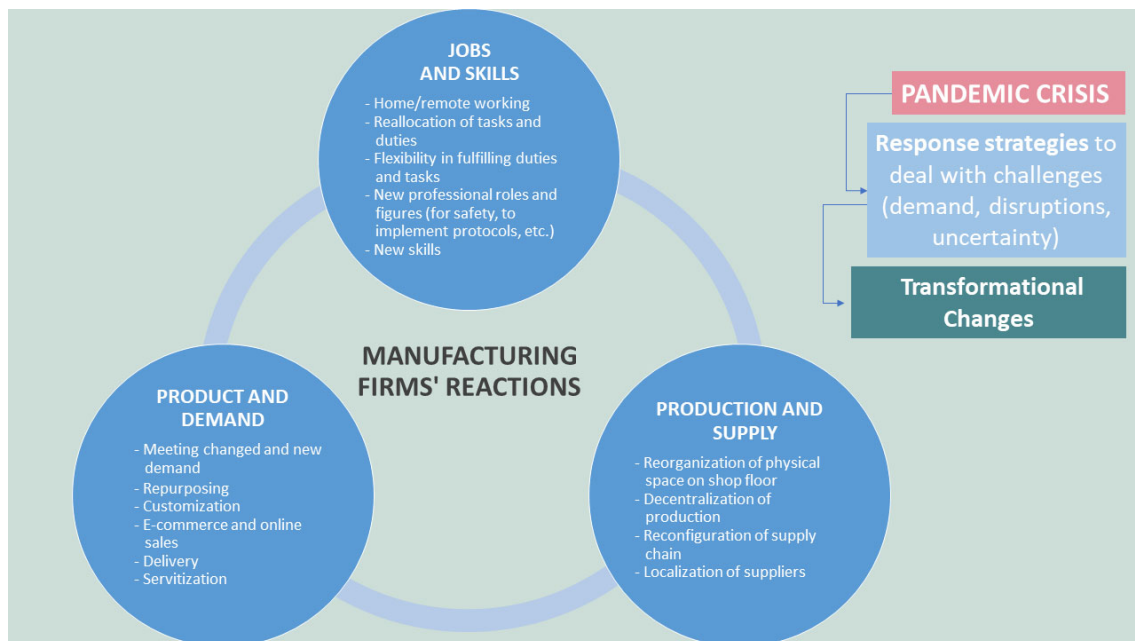 JOBS
AND SKILLS
- Home/remote working
- Reallocation of tasks and
duties
- Flexibility in fulfilling duties
and tasks
- New professional roles and
figures (for safety, to
implement protocols, etc.)
- New skills
PANDEMIC CRISIS
Response strategies to
deal with challenges
(demand, disruptions,
uncertainty)
Transformational
Changes
MANUFACTURING
FIRMS' REACTIONS
PRODUCT AND
DEMAND
- Meeting changed and new
demand
- Repurposing
- Customization
- E-commerce and online
sales
- Delivery
- Servitization
PRODUCTION AND
SUPPLY
- Reorganization of physical
space on shop floor
- Decentralization of
production
- Reconfiguration of supply
chain
- Localization of suppliers